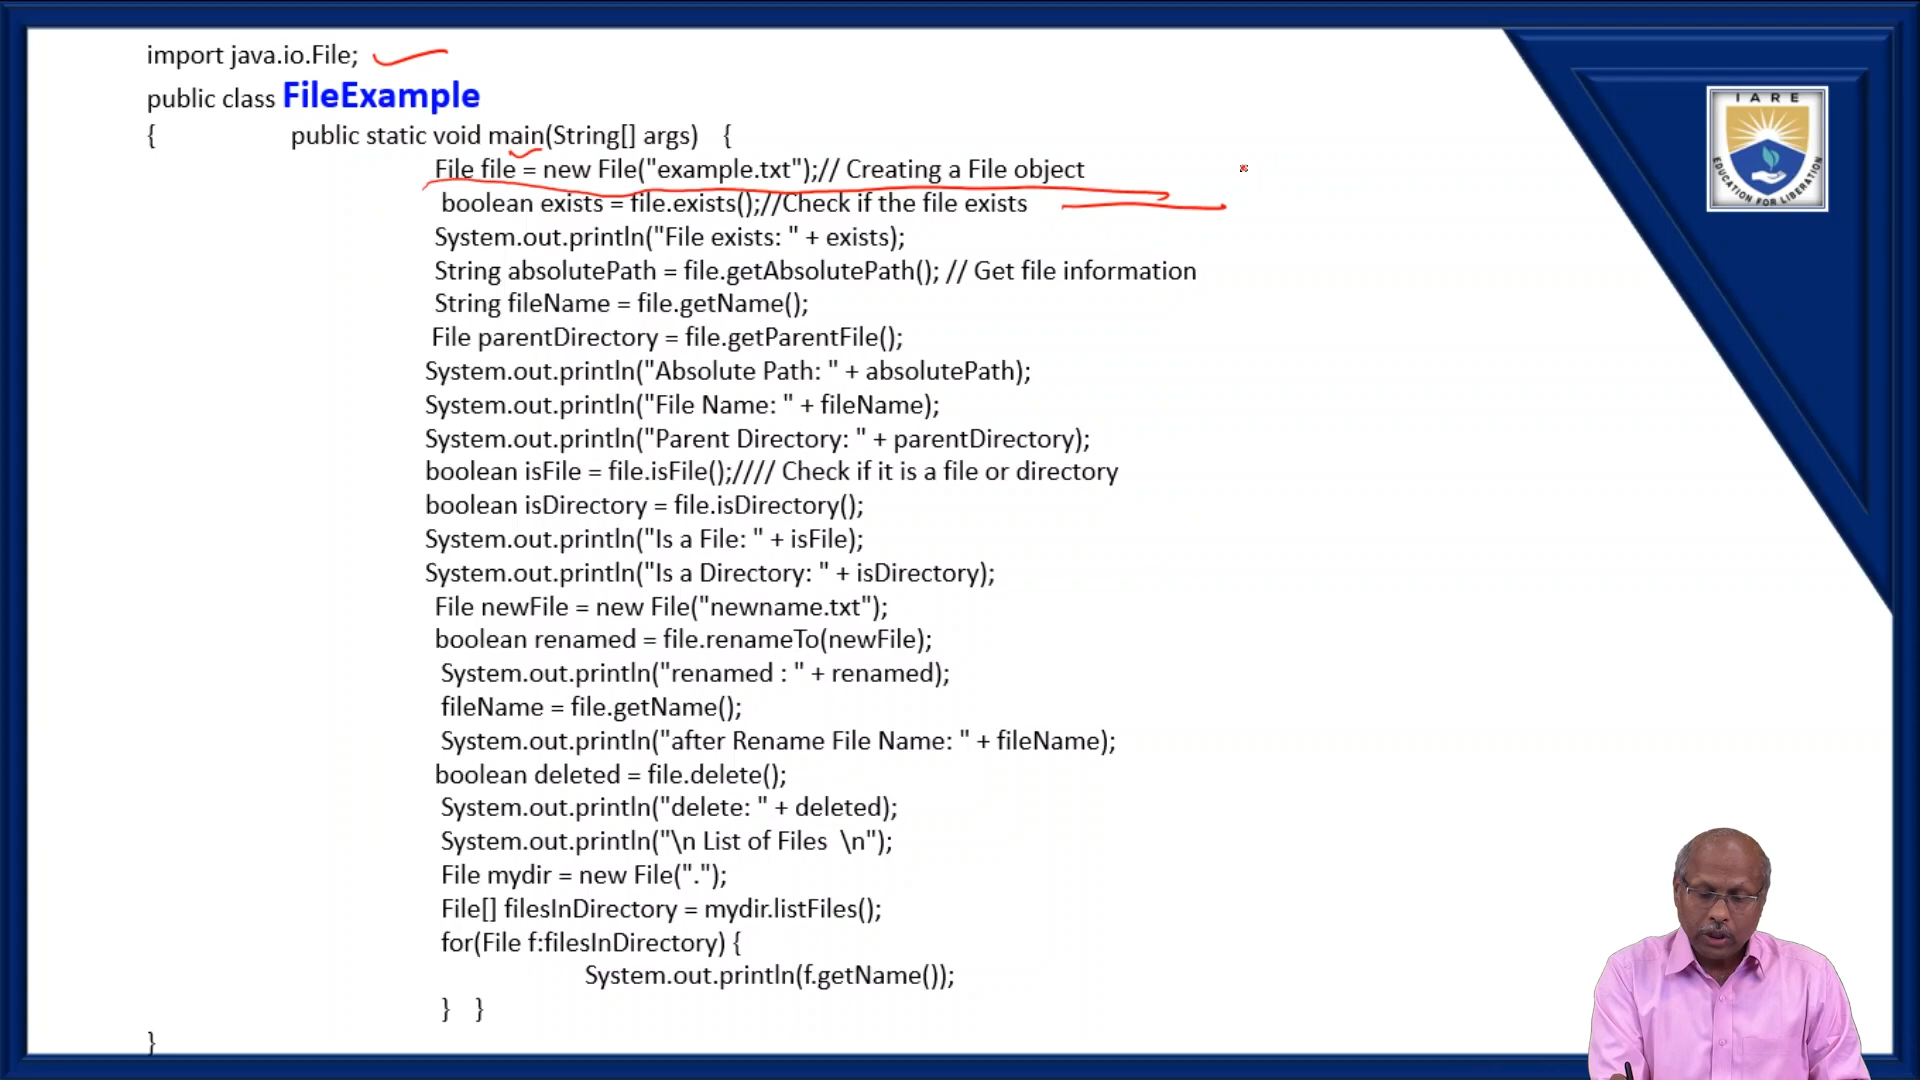 import java.io.File;
public class FileExample
{ public static void main(String[] args) {
File file = new File("example.txt");// Creating a File object
boolean exists = file.exists();//Check if the file exists
System.out.println("File exists: " + exists);
String absolutePath = file.getAbsolutePath(); // Get file information
String fileName = file.getName();
File parentDirectory = file.getParentFile();
System.out.println("Absolute Path: " + absolutePath);
System.out.println("File Name: " + fileName);
System.out.println("Parent Directory: " + parentDirectory);
boolean isFile = file.isFile();//// Check if it is a file or directory
boolean isDirectory = file.isDirectory();
System.out.println("Is a File: " + isFile);
System.out.println("Is a Directory: " + isDirectory);
File newFile = new File("newname.txt");
boolean renamed = file.renameTo(newFile);
System.out.println("renamed : " + renamed);
fileName = file.getName();
System.out.println("after Rename File Name: " + fileName);
boolean deleted = file.delete();
System.out.println("delete: " + deleted);
System.out.println("\n List of Files  \n");
File mydir = new File(".");
File[] filesInDirectory = mydir.listFiles();
for(File f:filesInDirectory) {
System.out.println(f.getName());
} }
}
IARE
EDUCATION FOR LIBERATION